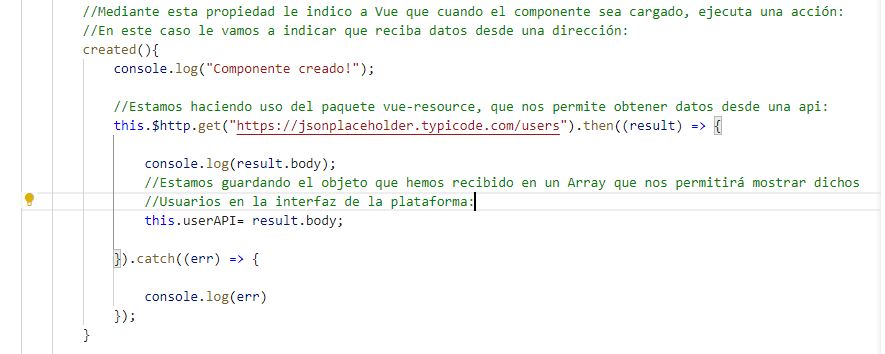 //Mediante esta propiedad le indico a Vue que cuando el componente sea cargado, ejecuta una acción:
//En este caso le vamos a indicar que reciba datos desde una dirección:
created(){
console.log("Componente creado!");
//Estamos haciendo uso del paquete vue-resource, que nos permite obtener datos desde una api:
this.$http.get("https://jsonplaceholder.typicode.com/users").then((result) => {
console.log(result.body);
//Estamos guardando el objeto que hemos recibido en un Array que nos permitirá mostrar dichos
//Usuarios en la interfaz de la plataforma:
this.userAPI= result.body;
}).catch((err) => {
console.log(err)
});
}